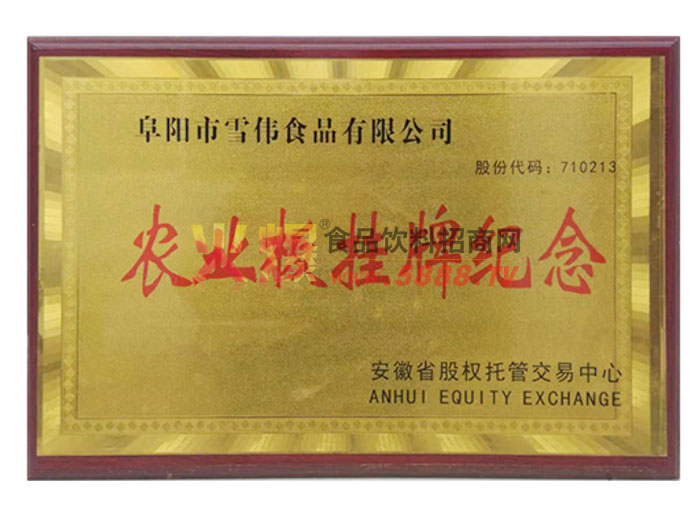 阜阳市雪伟食品有限公司
股份代码：710213
农业板挂牌纪念
食品饮料招商网
5888.TV
安徽省股权托管交易中心
ANHUI EQUITY EXCHANGE